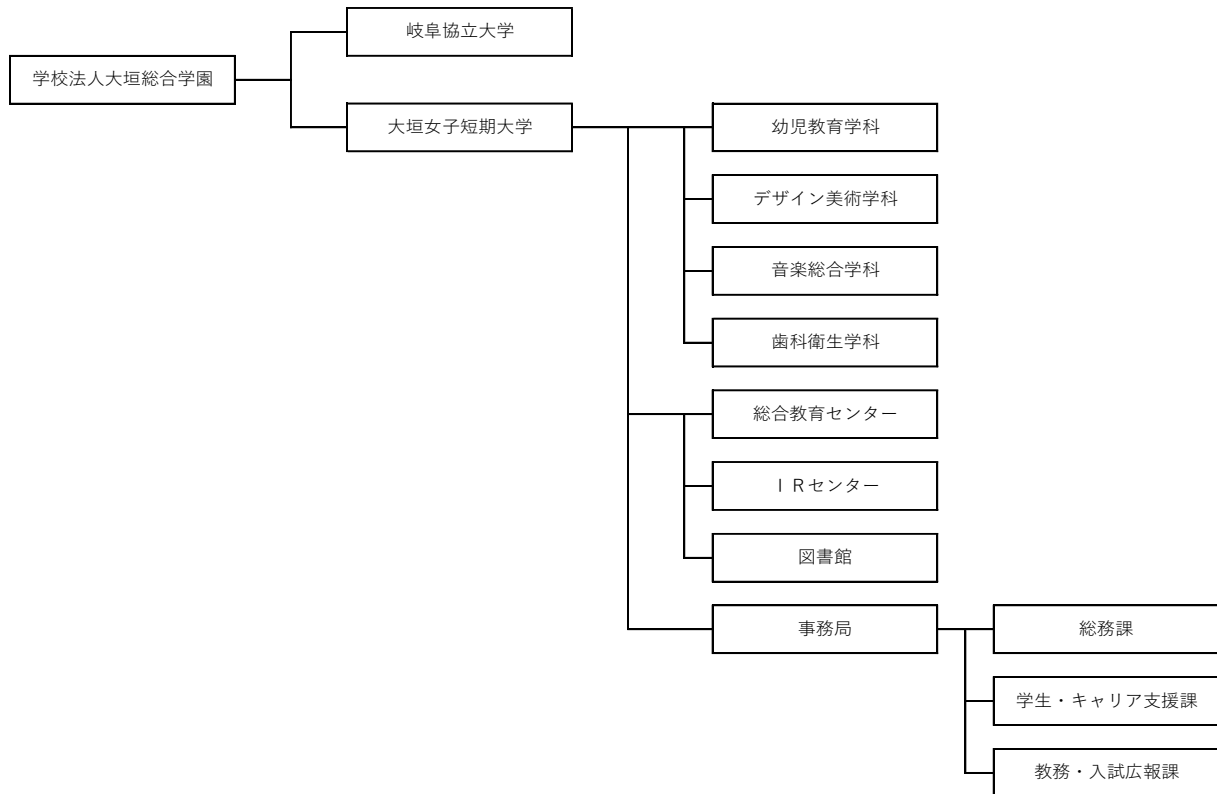 岐阜協立大学
学校法人大垣総合学園
大垣女子短期大学
幼児教育学科
デザイン美術学科
音楽総合学科
歯科衛生学科
総合教育センター
ＩＲセンター
図書館
事務局
総務課
学生・キャリア支援課
教務・入試広報課